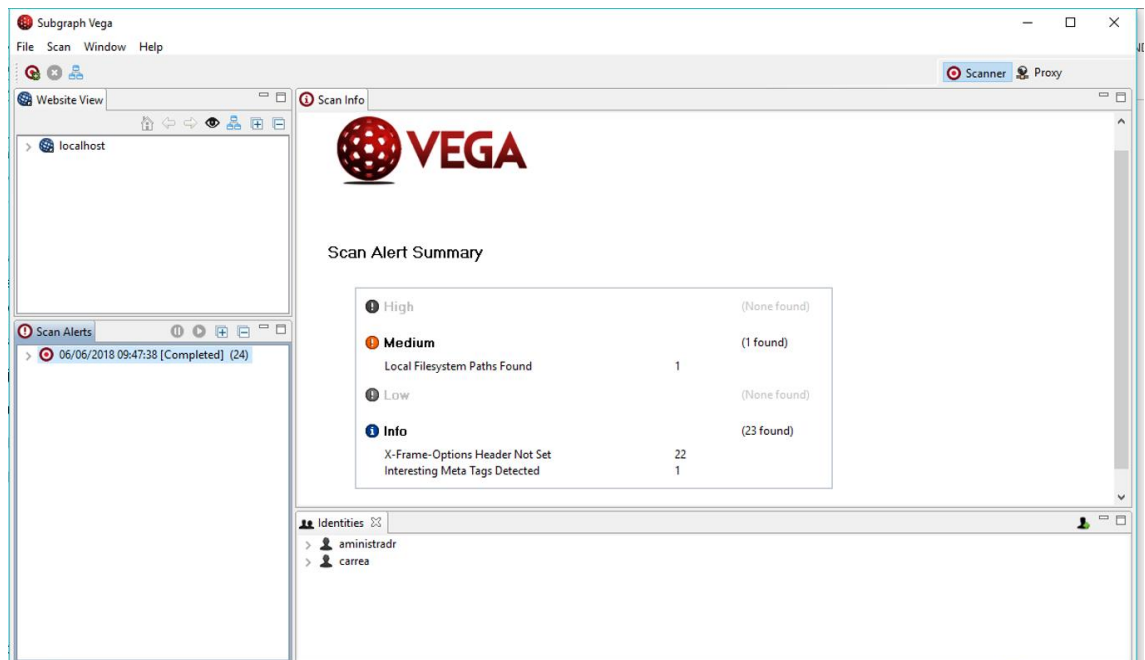 Subgraph Vega
File Scan Window Help
Scanner Proxy
Website View
localhost
Scan Alerts
06/06/2018 09:47:38 [Completed] (24)
Scan Info
VEGA
Scan Alert Summary
High (None found)
Medium (1 found)
Local Filesystem Paths Found 1
Low (None found)
Info (23 found)
X-Frame-Options Header Not Set 22
Interesting Meta Tags Detected 1
Identities
aministradr
carrea